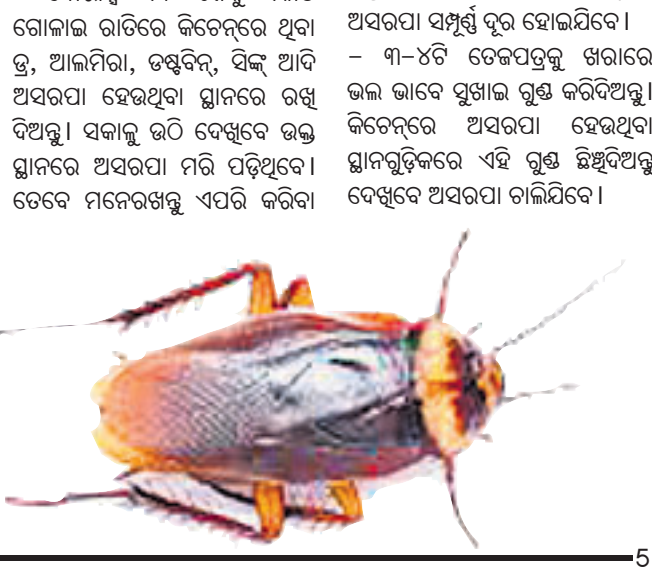 ଗୋଳାଇ ରାତିରେ କିଚେନ୍‌ରେ ଥିବା
ଡ୍ର, ଆଲମିରା, ଡଷ୍ଟବିନ୍, ସିଙ୍କ୍ ଆଦି
ଅସରପା ହେଉଥିବା ସ୍ଥାନରେ ରଖି
ଦିଅନ୍ତୁ। ସକାଳୁ ଉଠି ଦେଖିବେ ଉକ୍ତ
ସ୍ଥାନରେ ଅସରପା ମରି ପଡ଼ିଥିବେ।
ତେବେ ମନେରଖନ୍ତୁ ଏପରି କରିବା
ଅସରପା ସମ୍ପୂର୍ଣ୍ଣ ଦୂର ହୋଇଯିବେ।
– ୩-୪ଟି ତେଜପତ୍ରକୁ ଖରାରେ
ଭଲ ଭାବେ ସୁଖାଇ ଗୁଣ୍ଡ କରିଦିଅନ୍ତୁ।
କିଚେନ୍‌ରେ ଅସରପା ହେଉଥିବା
ସ୍ଥାନଗୁଡ଼ିକରେ ଏହି ଗୁଣ୍ଡ ଛିଞ୍ଚିଦିଅନ୍ତୁ
ଦେଖିବେ ଅସରପା ଚାଲିଯିବେ।
5